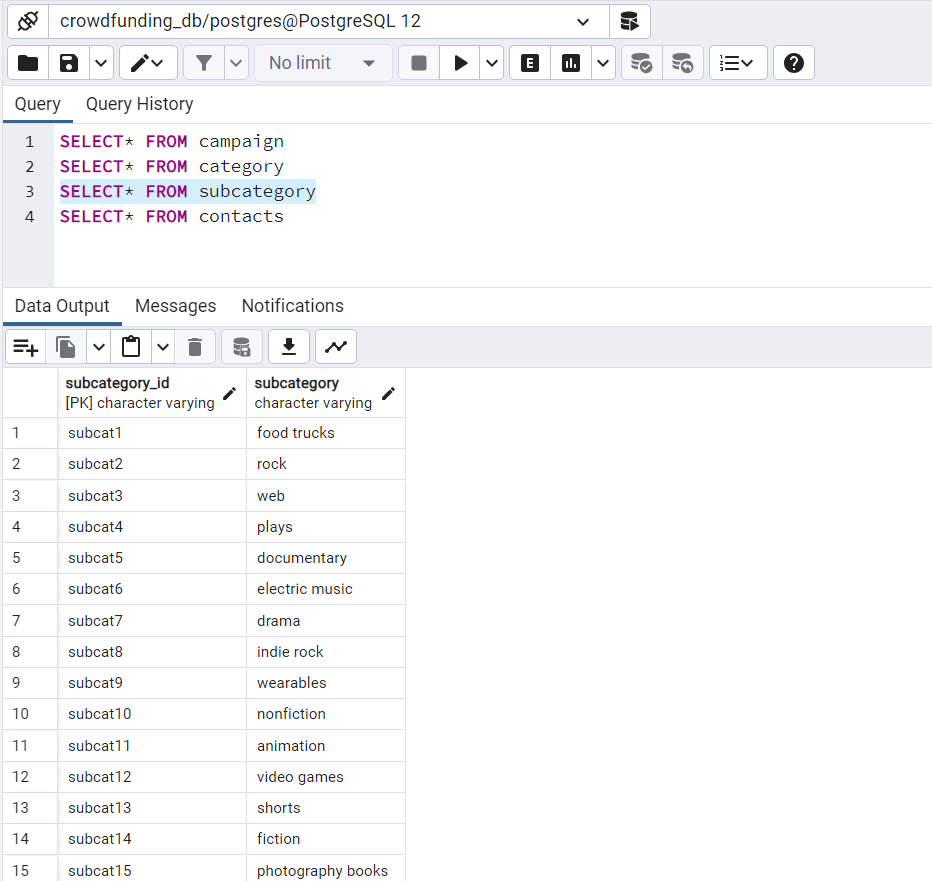 crowdfunding_db/postgres@PostgreSQL 12
No limit E
Query Query History
1 SELECT* FROM campaign
2 SELECT* FROM category
3 SELECT* FROM subcategory
4 SELECT* FROM contacts
Data Output Messages Notifications
subcategory_id subcategory
[PK] character varying character varying
1 subcat1 food trucks
2 subcat2 rock
3 subcat3 web
4 subcat4 plays
5 subcat5 documentary
6 subcat6 electric music
7 subcat7 drama
8 subcat8 indie rock
9 subcat9 wearables
10 subcat10 nonfiction
11 subcat11 animation
12 subcat12 video games
13 subcat13 shorts
14 subcat14 fiction
15 subcat15 photography books